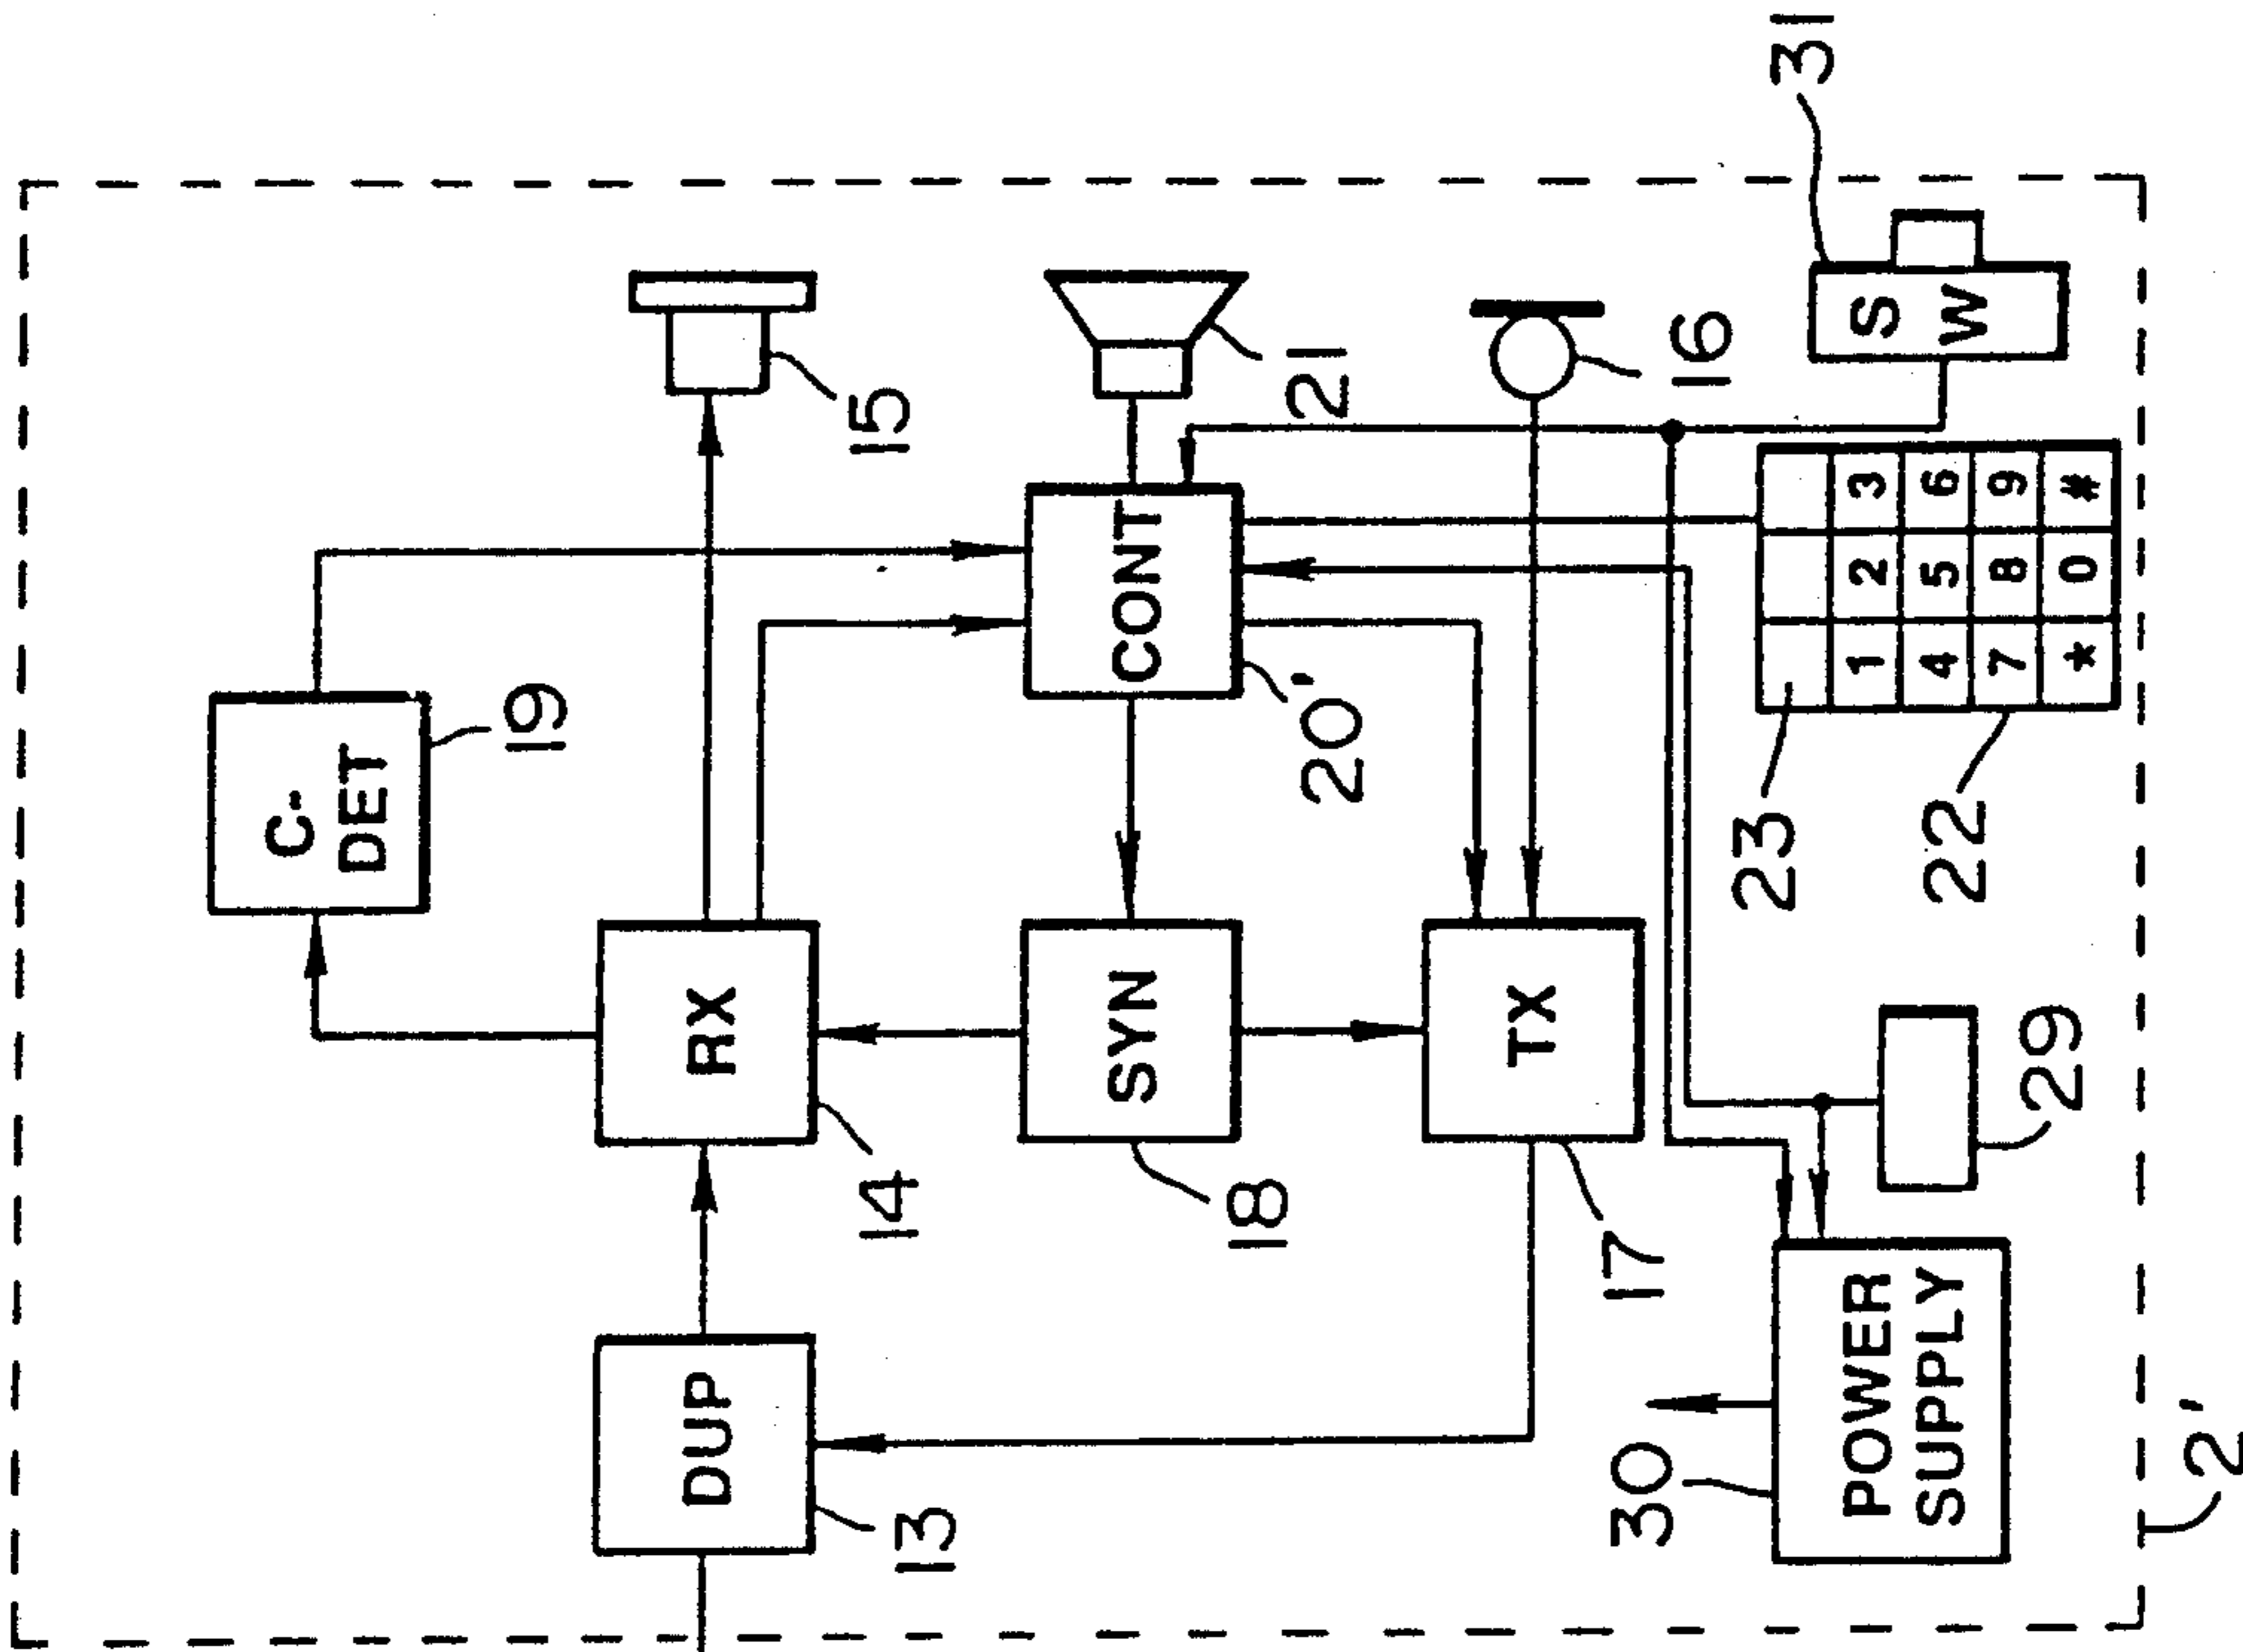 C-
DET
19
DUP
RX
13
14
15
SYN
CONT
18
20'
21
TX
17
16
30
POWER
SUPPLY
29
23
22
1 2 3
4 5 6
7 8 9
* 0 #
S
W
31
2'